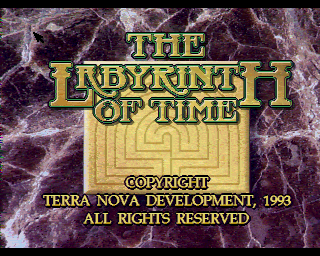 THE
LABYRINTH
OF TIME
COPYRIGHT
TERRA NOVA DEVELOPMENT, 1993
ALL RIGHTS RESERVED